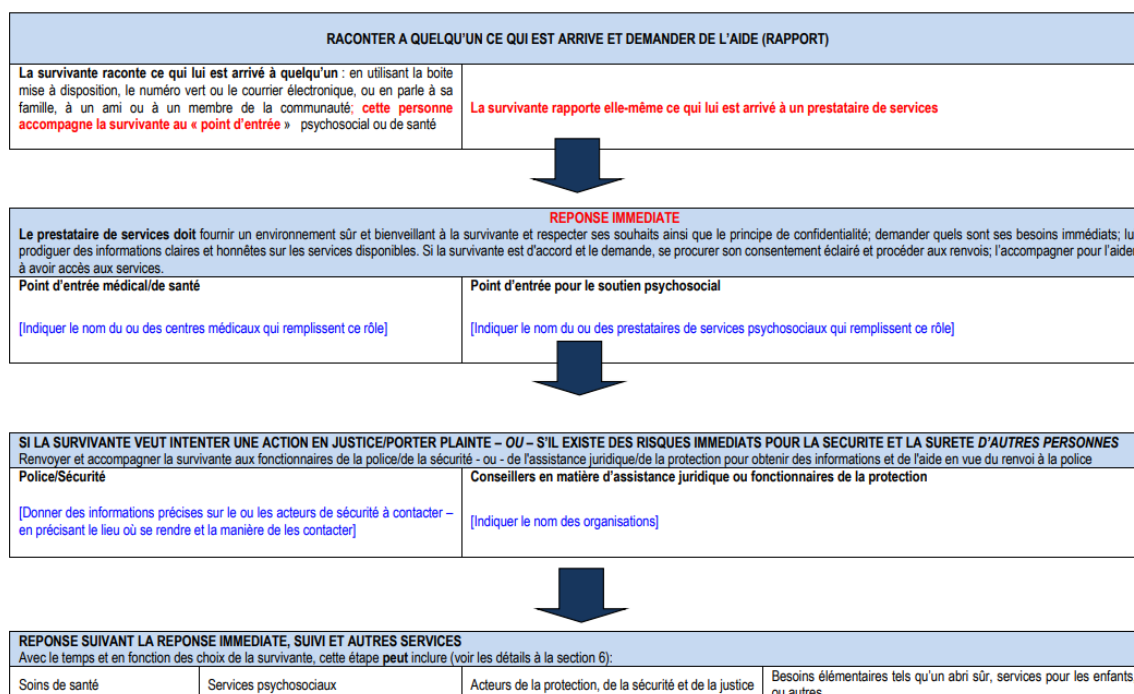 RACONTER A QUELQU'UN CE QUI EST ARRIVE ET DEMANDER DE L'AIDE (RAPPORT)
La survivante raconte ce qui lui est arrivé à quelqu'un : en utilisant la boite
mise à disposition, le numéro vert ou le courrier électronique, ou en parle à sa
famille, à un ami ou à un membre de la communauté; cette personne
accompagne la survivante au « point d'entrée » psychosocial ou de santé
La survivante rapporte elle-même ce qui lui est arrivé à un prestataire de services
REPONSE IMMEDIATE
Le prestataire de services doit fournir un environnement sûr et bienveillant à la survivante et respecter ses souhaits ainsi que le principe de confidentialité; demander quels sont ses besoins immédiats; lu
prodiguer des informations claires et honnêtes sur les services disponibles. Si la survivante est d'accord et le demande, se procurer son consentement éclairé et procéder aux renvois; l'accompagner pour l'aider
à avoir accès aux services.
Point d'entrée médical/de santé
[Indiquer le nom du ou des centres médicaux qui remplissent ce rôle]
Point d'entrée pour le soutien psychosocial
[Indiquer le nom du ou des prestataires de services psychosociaux qui remplissent ce rôle]
SI LA SURVIVANTE VEUT INTENTER UNE ACTION EN JUSTICE/PORTER PLAINTE – OU – S'IL EXISTE DES RISQUES IMMEDIATS POUR LA SECURITE ET LA SURETE D'AUTRES PERSONNES
Renvoyer et accompagner la survivante aux fonctionnaires de la police/de la sécurité - ou - de l'assistance juridique/de la protection pour obtenir des informations et de l'aide en vue du renvoi à la police
Police/Sécurité
[Donner des informations précises sur le ou les acteurs de sécurité à contacter –
en précisant le lieu où se rendre et la manière de les contacter]
Conseillers en matière d'assistance juridique ou fonctionnaires de la protection
[Indiquer le nom des organisations]
REPONSE SUIVANT LA REPONSE IMMEDIATE, SUIVI ET AUTRES SERVICES
Avec le temps et en fonction des choix de la survivante, cette étape peut inclure (voir les détails à la section 6):
Soins de santé
Services psychosociaux
Acteurs de la protection, de la sécurité et de la justice
Besoins élémentaires tels qu'un abri sûr, services pour les enfants
ou autres